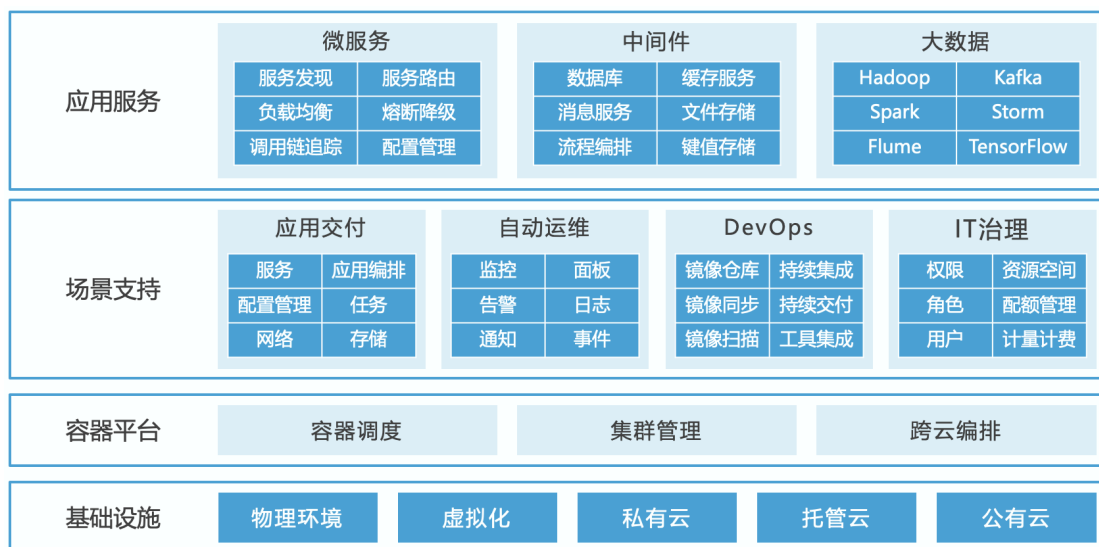 应用服务
微服务
服务发现 服务路由
负载均衡 熔断降级
调用链追踪 配置管理
中间件
数据库 缓存服务
消息服务 文件存储
流程编排 键值存储
大数据
Hadoop Kafka
Spark Storm
Flume TensorFlow
场景支持
应用交付
服务 应用编排
配置管理 任务
网络 存储
自动运维
监控 面板
告警 日志
通知 事件
DevOps
镜像仓库 持续集成
镜像同步 持续交付
镜像扫描 工具集成
IT治理
权限 资源空间
角色 配额管理
用户 计量计费
容器平台
容器调度 集群管理 跨云编排
基础设施
物理环境 虚拟化 私有云 托管云 公有云